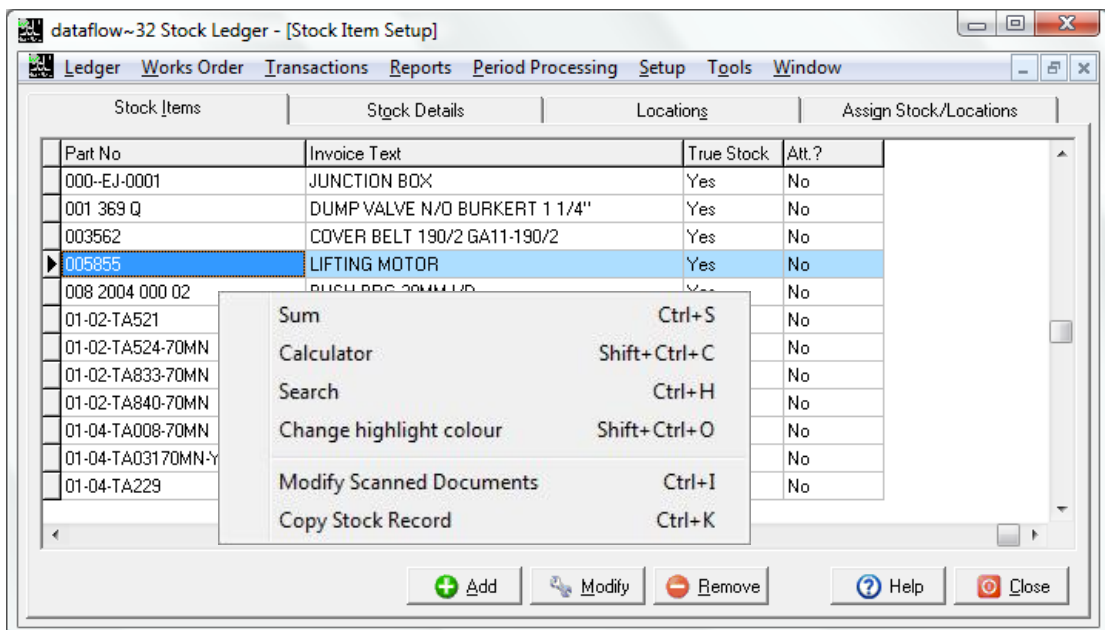 dataflow~32 Stock Ledger - [Stock Item Setup]
Ledger Works Order Transactions Reports Period Processing Setup Tools Window
Stock Items Stock Details Locations Assign Stock/Locations
Part No Invoice Text True Stock Att.?
000--EJ-0001 JUNCTION BOX Yes No
001 369 Q DUMP VALVE N/O BURKERT 1 1/4" Yes No
003562 COVER BELT 190/2 GA11-190/2 Yes No
005855 LIFTING MOTOR Yes No
008 2004 000 02 No
Sum Ctrl+S
01-02-TA521 No
01-02-TA524-70MN No
Calculator Shift+Ctrl+C
01-02-TA833-70MN No
Search Ctrl+H
01-02-TA840-70MN No
Change highlight colour Shift+Ctrl+O
01-04-TA008-70MN No
01-04-TA03170MN-Y No
Modify Scanned Documents Ctrl+I
01-04-TA229 No
Copy Stock Record Ctrl+K
Add Modify Remove Help Close